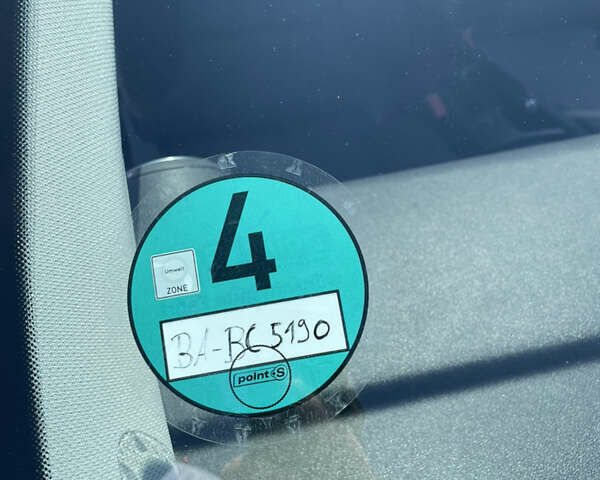 4
Umwelt
ZONE
BA-BC 5190
point S